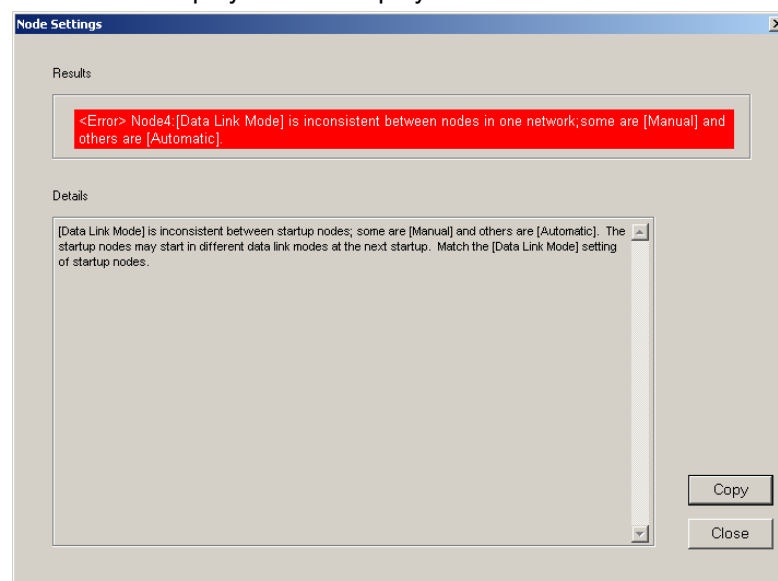 Node Settings
Results
<Error> Node4:[Data Link Mode] is inconsistent between nodes in one network;some are [Manual] and
others are [Automatic].
Details
[Data Link Mode] is inconsistent between startup nodes; some are [Manual] and others are [Automatic]. The
startup nodes may start in different data link modes at the next startup. Match the [Data Link Mode] setting
of startup nodes.
Copy
Close